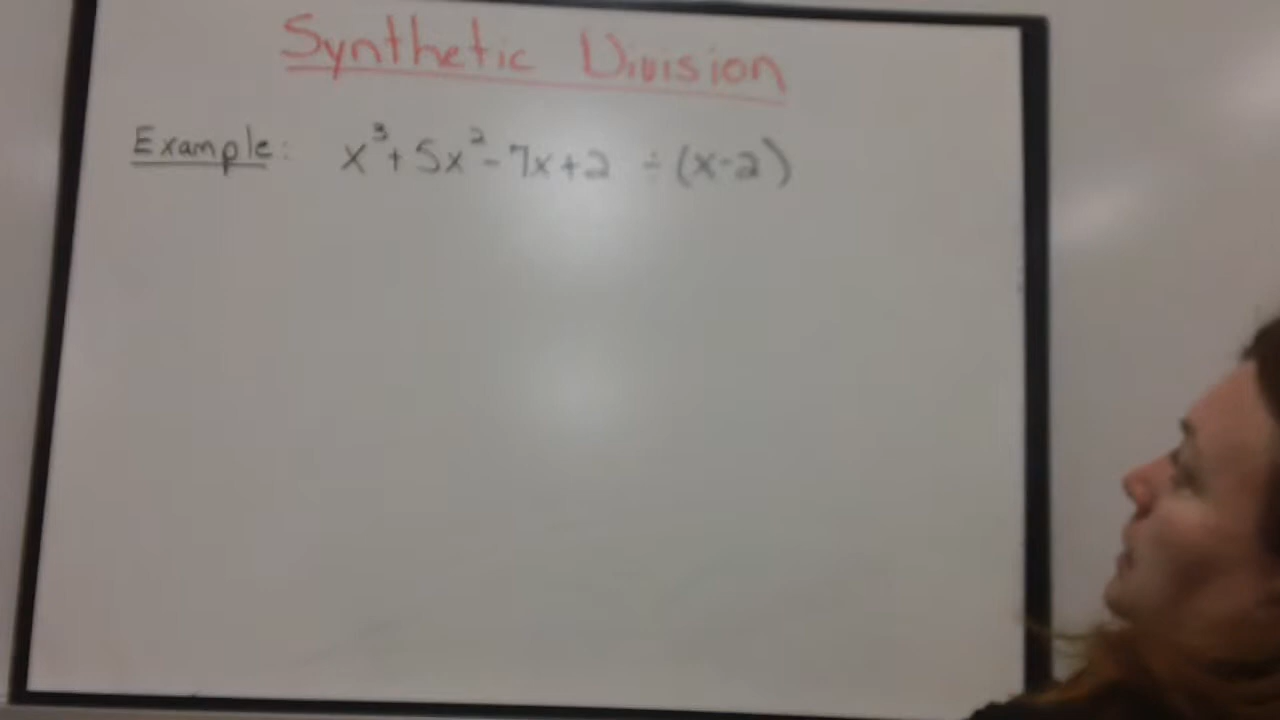 Synthetic Division
Example: x³ + 5x² - 7x + 2 ÷ (x - 2)